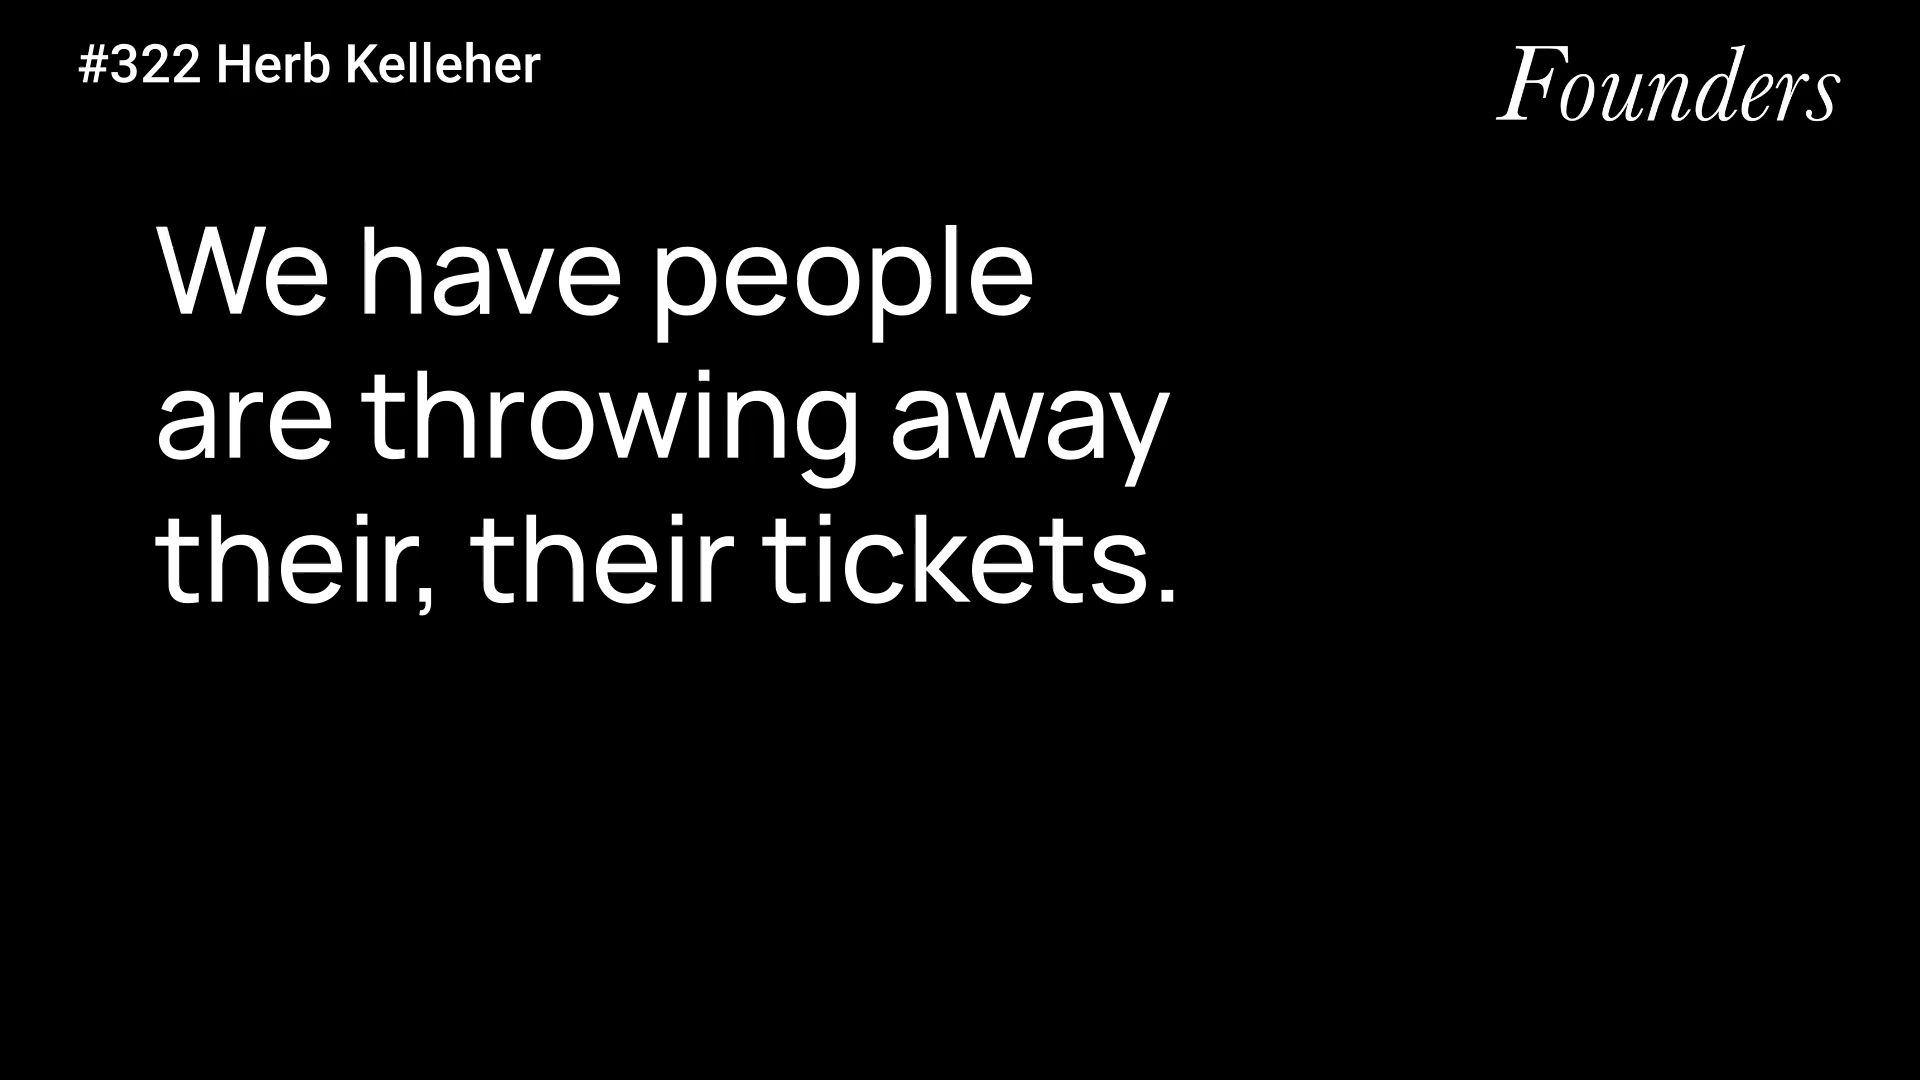 #322 Herb Kelleher
Founders
We have people
are throwing away
their, their tickets.